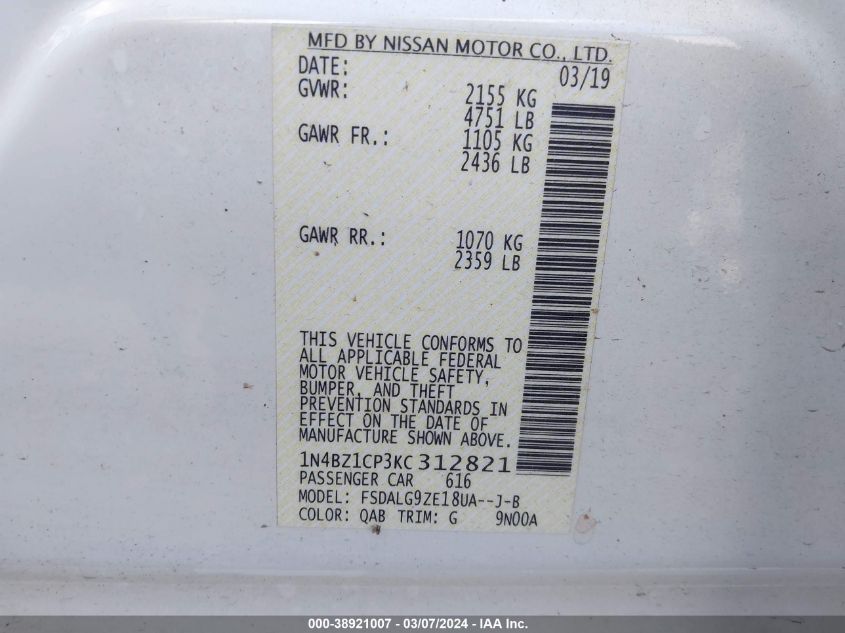 MFD BY NISSAN MOTOR CO., LTD.
DATE: 03/19
GVWR: 2155 KG
4751 LB
GAWR FR.: 1105 KG
2436 LB
GAWR RR.: 1070 KG
2359 LB
THIS VEHICLE CONFORMS TO
ALL APPLICABLE FEDERAL
MOTOR VEHICLE SAFETY,
BUMPER, AND THEFT
PREVENTION STANDARDS IN
EFFECT ON THE DATE OF
MANUFACTURE SHOWN ABOVE.
1N4BZ1CP3KC312821
PASSENGER CAR 616
MODEL: FSDALG9ZE18UA--J-B
COLOR: QAB TRIM: G 9N00A
000-38921007 - 03/07/2024 - IAA Inc.